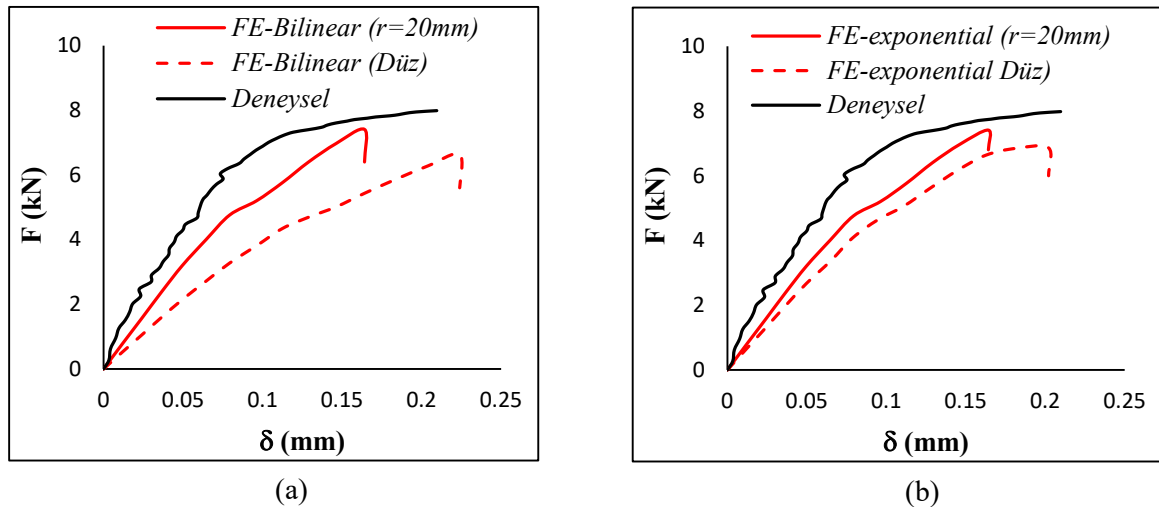 FE-Bilinear (r=20mm)
FE-Bilinear (Düz)
Deneysel
10
8
6
4
2
0
F (kN)
0
0.05
0.1
0.15
0.2
0.25
δ (mm)
(a)
FE-exponential (r=20mm)
FE-exponential Düz)
Deneysel
10
8
6
4
2
0
F (kN)
0
0.05
0.1
0.15
0.2
0.25
δ (mm)
(b)